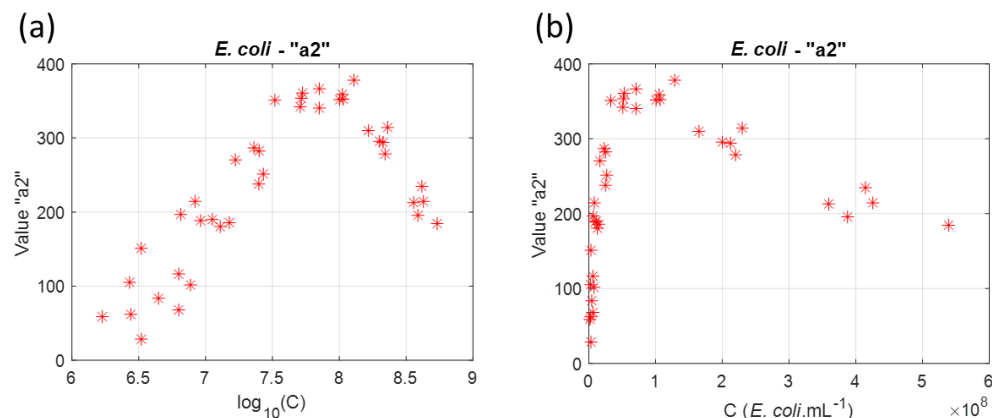 (a)
E. coli - "a2"
Value "a2"
400
300
200
100
0
6 6.5 7 7.5 8 8.5 9
log10(C)
(b)
E. coli - "a2"
Value "a2"
400
300
200
100
0
0 1 2 3 4 5 6
C (E. coli.mL-1)
×10^8